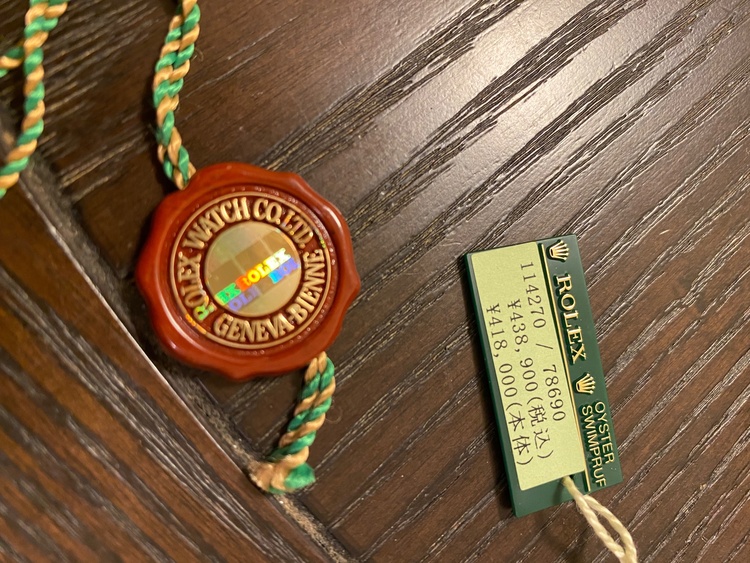 ROLEX WATCH CO. LTD.
GENEVA-BIENNE
ROLEX
ROLEX
OYSTER
SWIMPRUF
114270 / 78690
¥438,900(税込)
¥418,000(本体)